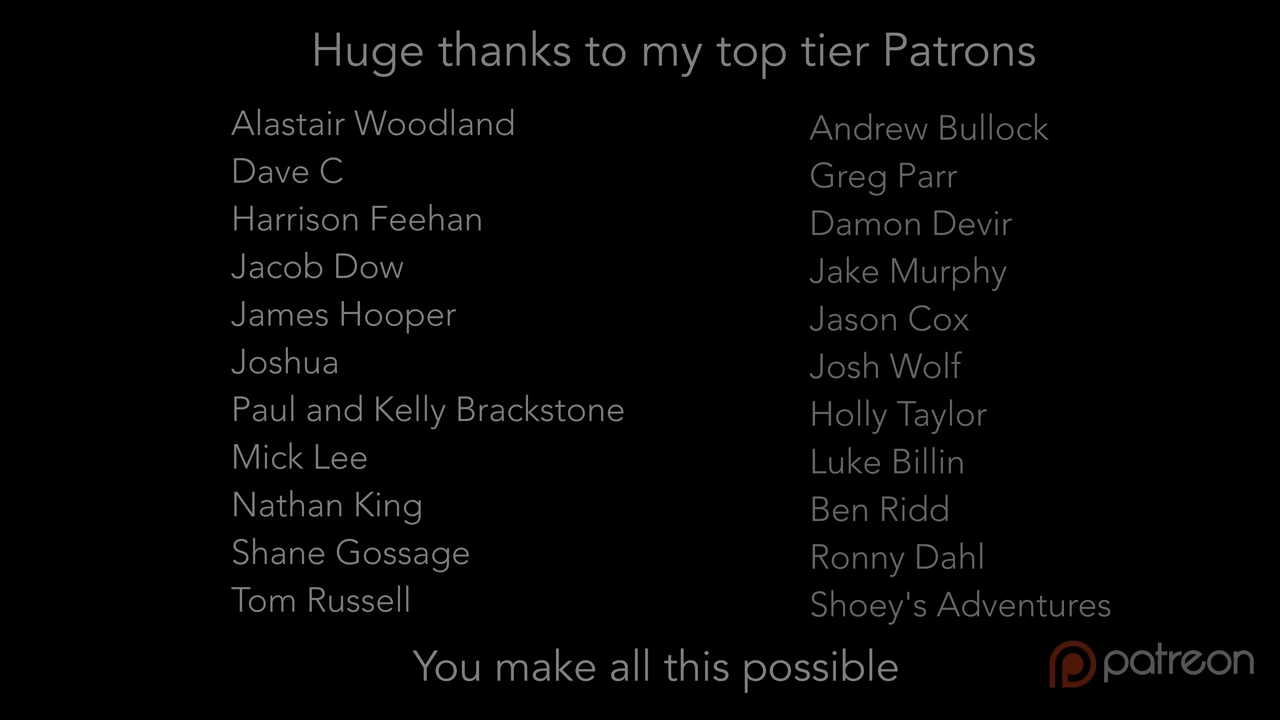 Huge thanks to my top tier Patrons
Alastair Woodland
Dave C
Harrison Feehan
Jacob Dow
James Hooper
Joshua
Paul and Kelly Brackstone
Mick Lee
Nathan King
Shane Gossage
Tom Russell
Andrew Bullock
Greg Parr
Damon Devir
Jake Murphy
Jason Cox
Josh Wolf
Holly Taylor
Luke Billin
Ben Ridd
Ronny Dahl
Shoey's Adventures
You make all this possible
patreon